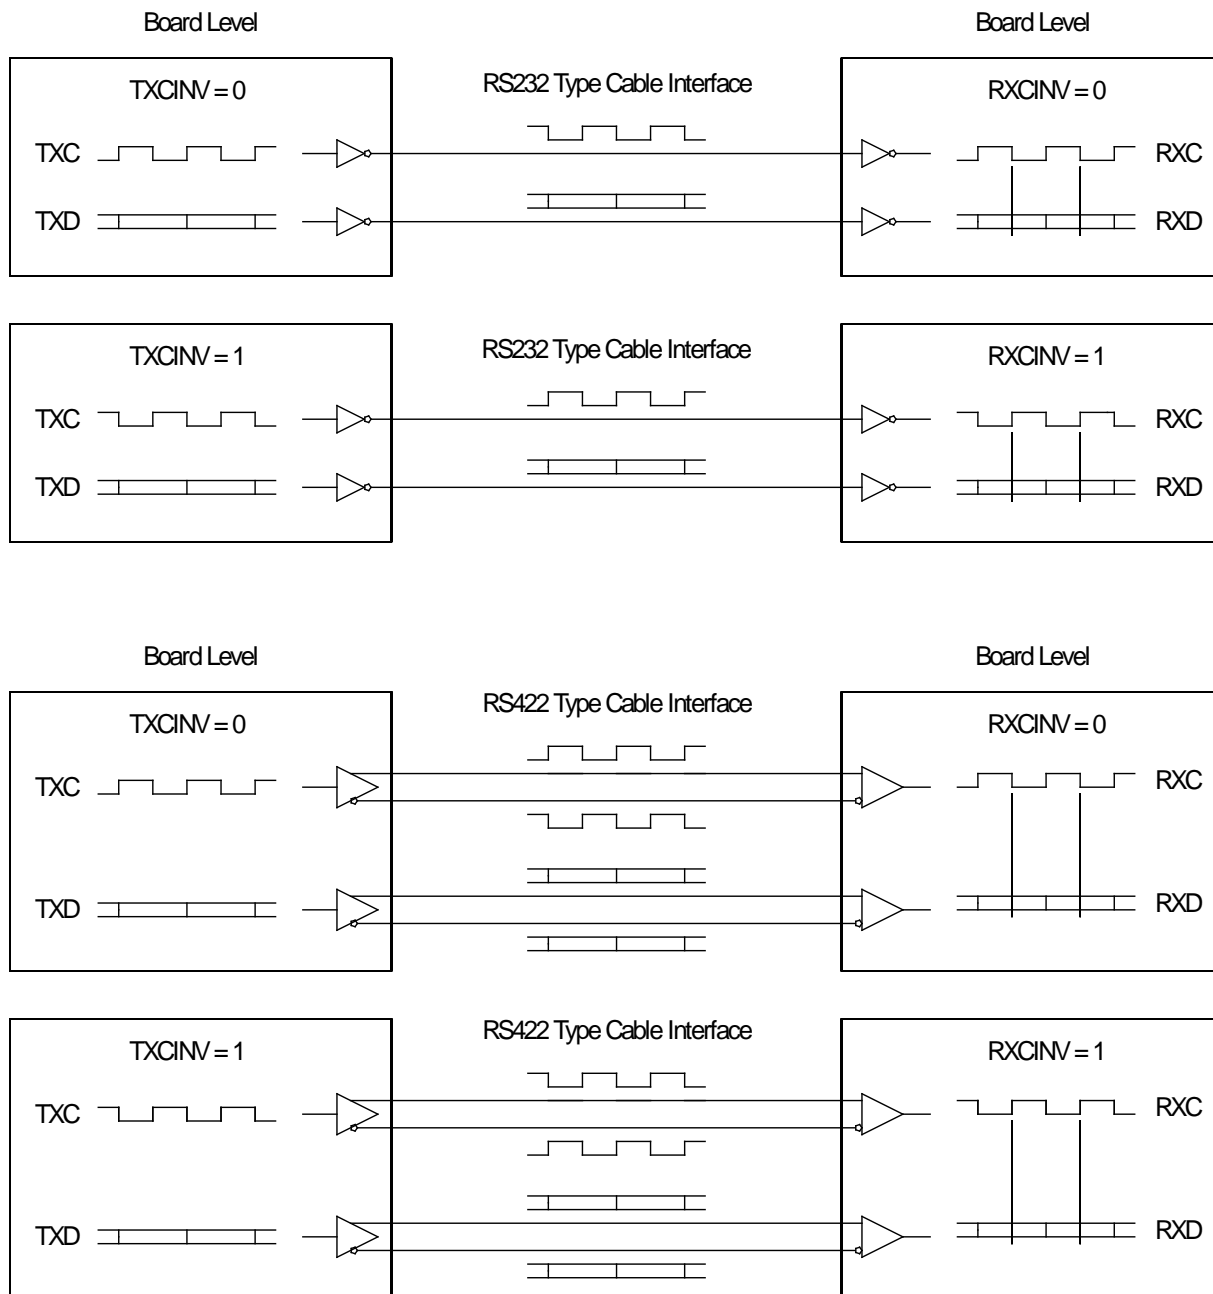 Board Level Board Level
TXCINV = 0 RS232 Type Cable Interface RXCINV = 0
TXC RXC
TXD RXD
TXCINV = 1 RS232 Type Cable Interface RXCINV = 1
TXC RXC
TXD RXD
Board Level Board Level
TXCINV = 0 RS422 Type Cable Interface RXCINV = 0
TXC RXC
TXD RXD
TXCINV = 1 RS422 Type Cable Interface RXCINV = 1
TXC RXC
TXD RXD